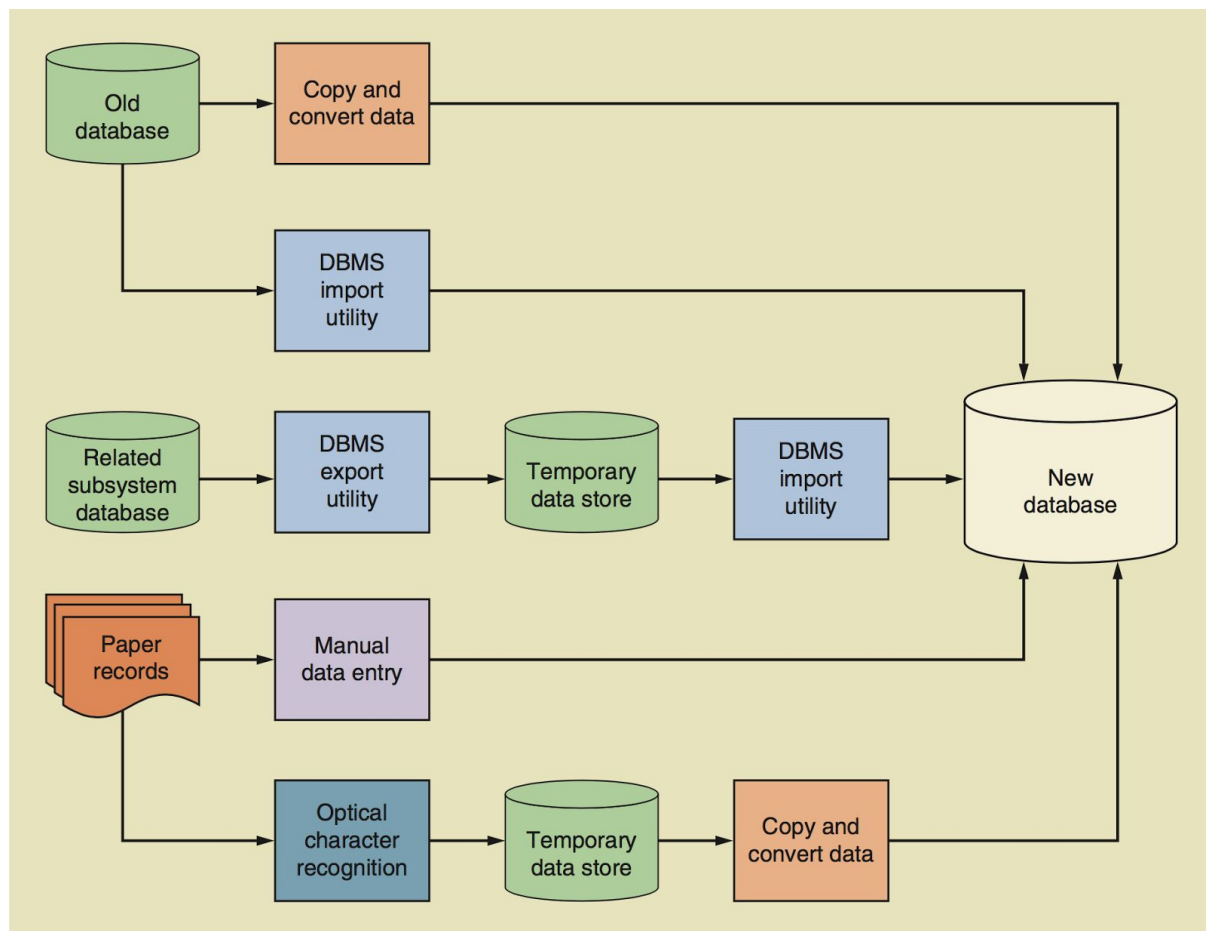 Old
database
Copy and
convert data
DBMS
import
utility
Related
subsystem
database
DBMS
export
utility
Temporary
data store
DBMS
import
utility
New
database
Paper
records
Manual
data entry
Optical
character
recognition
Temporary
data store
Copy and
convert data